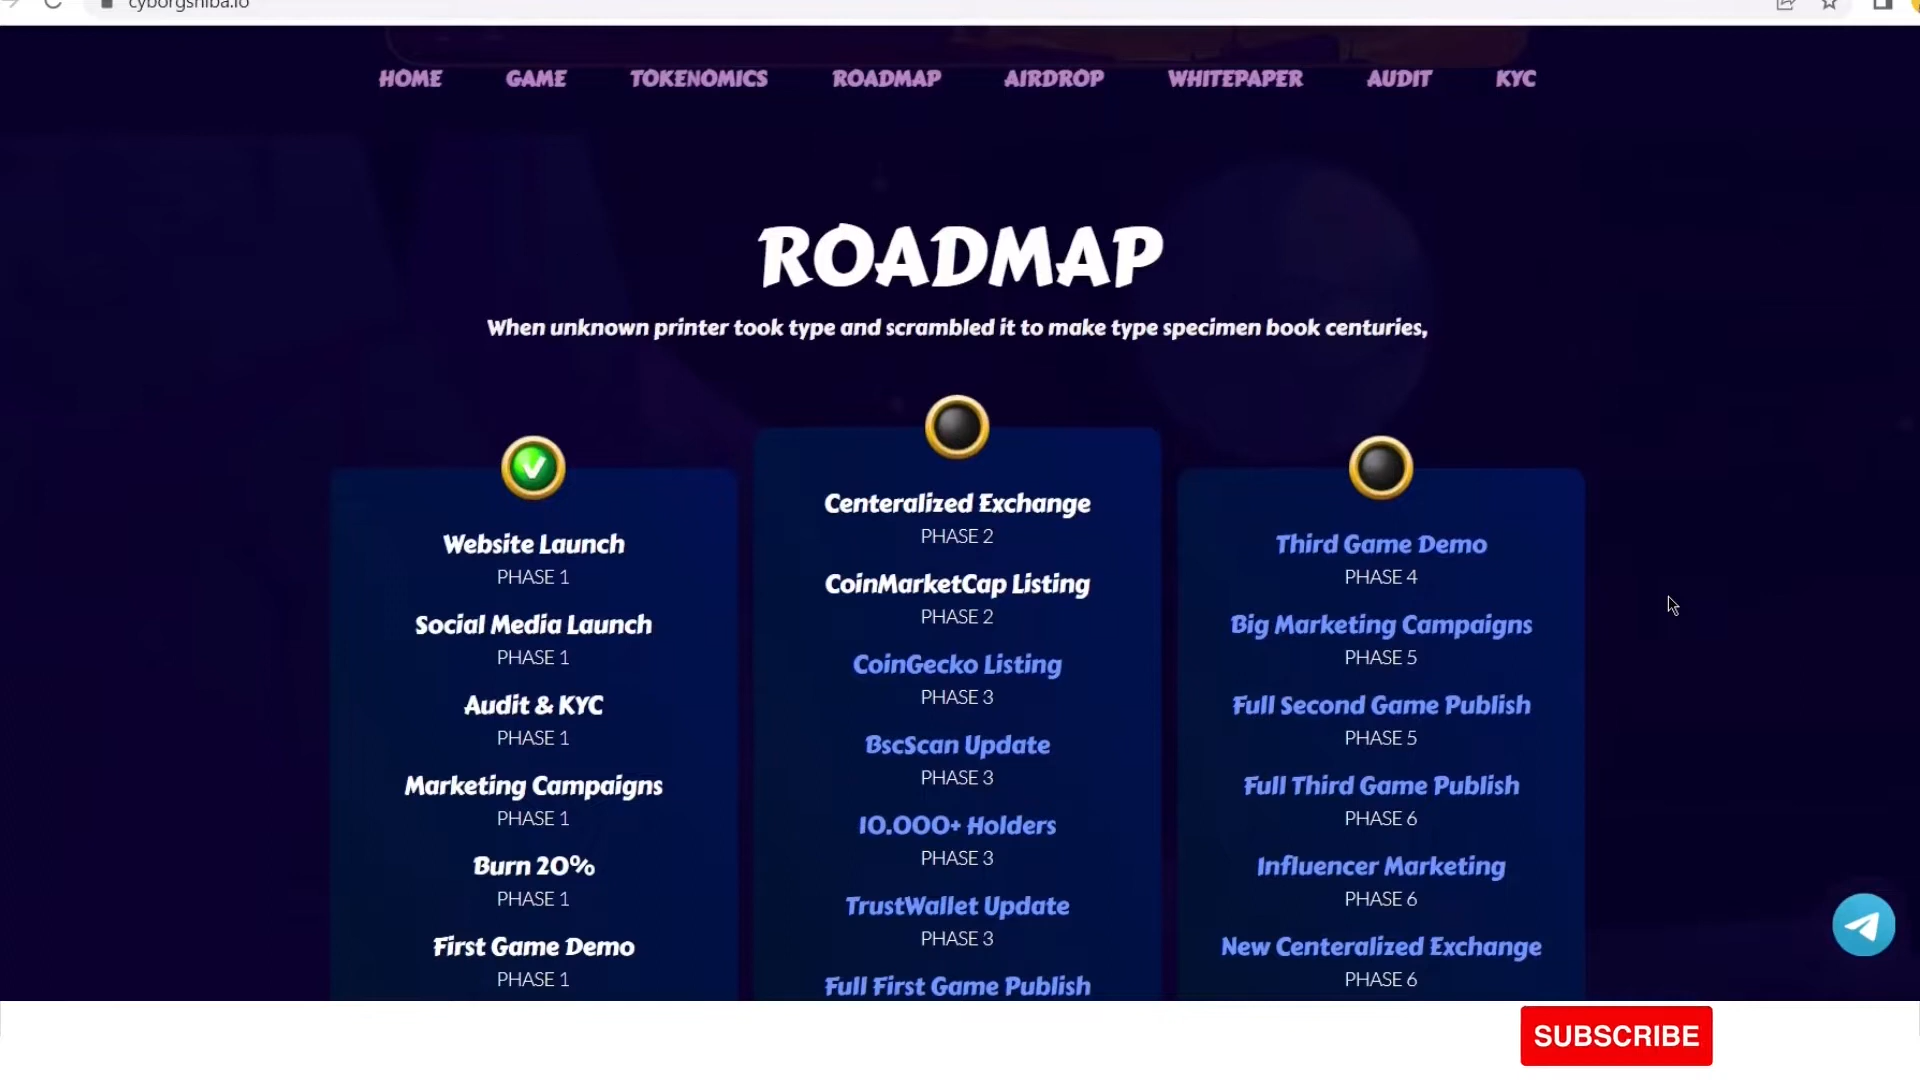 cyborgshiba.io
HOME GAME TOKENOMICS ROADMAP AIRDROP WHITEPAPER AUDIT KYC
ROADMAP
When unknown printer took type and scrambled it to make type specimen book centuries,
Website Launch
PHASE 1
Social Media Launch
PHASE 1
Audit & KYC
PHASE 1
Marketing Campaigns
PHASE 1
Burn 20%
PHASE 1
First Game Demo
PHASE 1
Centeralized Exchange
PHASE 2
CoinMarketCap Listing
PHASE 2
CoinGecko Listing
PHASE 3
BscScan Update
PHASE 3
10.000+ Holders
PHASE 3
TrustWallet Update
PHASE 3
Full First Game Publish
Third Game Demo
PHASE 4
Big Marketing Campaigns
PHASE 5
Full Second Game Publish
PHASE 5
Full Third Game Publish
PHASE 6
Influencer Marketing
PHASE 6
New Centeralized Exchange
PHASE 6
SUBSCRIBE